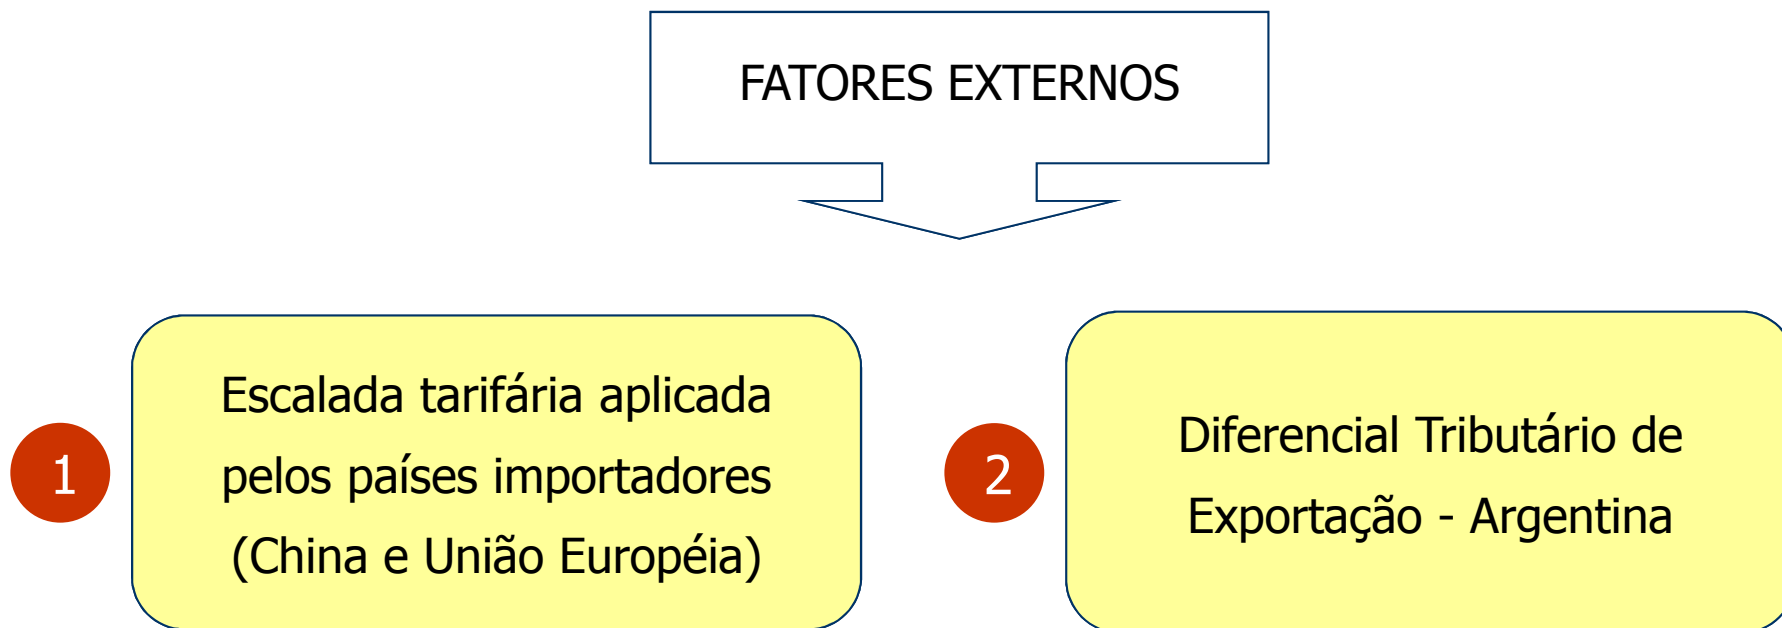 FATORES EXTERNOS
1
Escalada tarifária aplicada
pelos países importadores
(China e União Européia)
2
Diferencial Tributário de
Exportação - Argentina